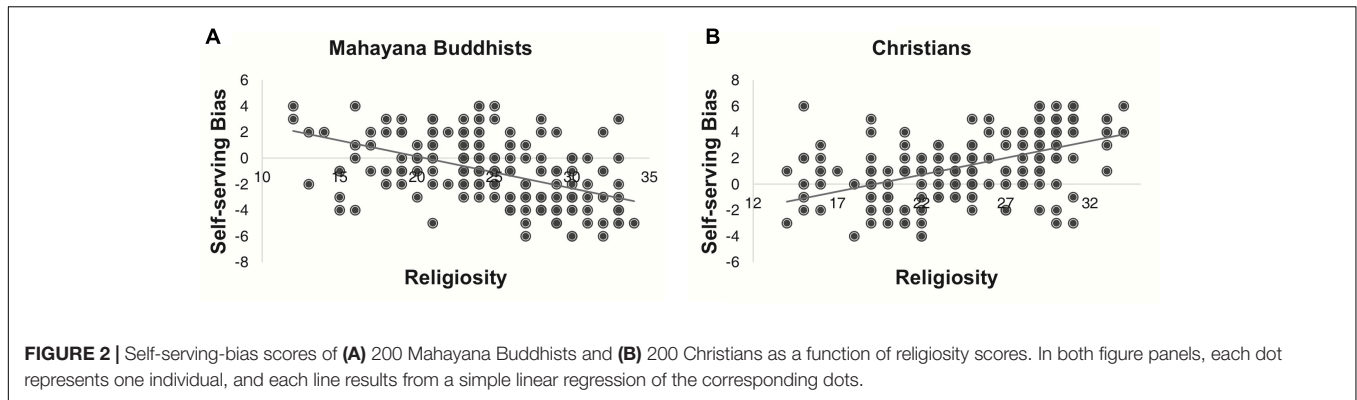 A
Mahayana Buddhists
Self-serving Bias
6
4
2
0
-2
-4
-6
-8
10 15 20 25 30 35
Religiosity
B
Christians
Self-serving Bias
8
6
4
2
0
-2
-4
-6
12 17 22 27 32
Religiosity
FIGURE 2 | Self-serving-bias scores of (A) 200 Mahayana Buddhists and (B) 200 Christians as a function of religiosity scores. In both figure panels, each dot
represents one individual, and each line results from a simple linear regression of the corresponding dots.